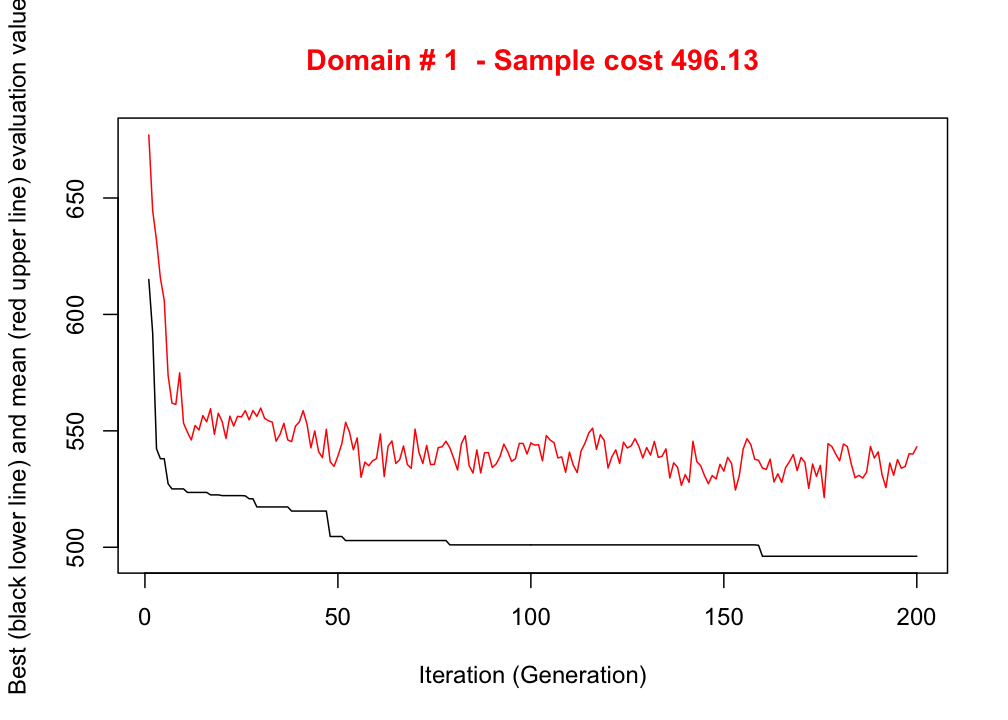 Domain # 1  - Sample cost 496.13
Best (black lower line) and mean (red upper line) evaluation value
650
600
550
500
0 50 100 150 200
Iteration (Generation)